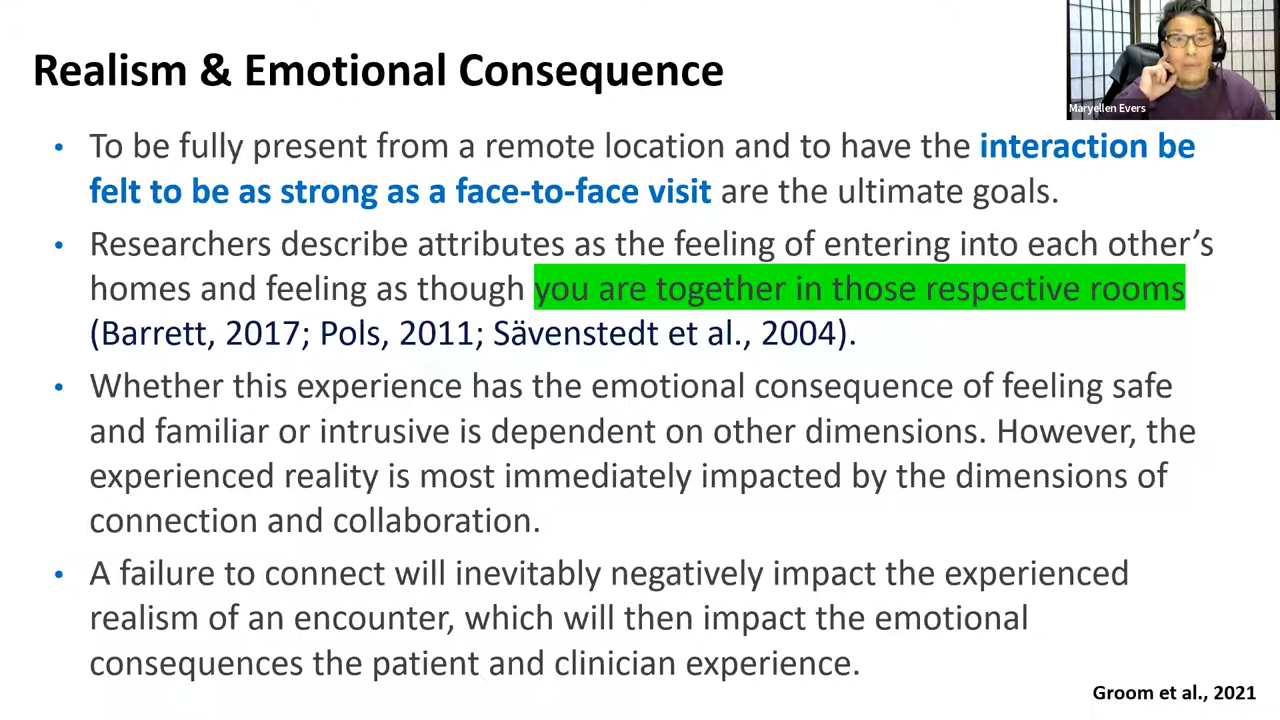 Realism & Emotional Consequence
Maryellen Evers
• To be fully present from a remote location and to have the interaction be
felt to be as strong as a face-to-face visit are the ultimate goals.
• Researchers describe attributes as the feeling of entering into each other’s
homes and feeling as though you are together in those respective rooms
(Barrett, 2017; Pols, 2011; Sävenstedt et al., 2004).
• Whether this experience has the emotional consequence of feeling safe
and familiar or intrusive is dependent on other dimensions. However, the
experienced reality is most immediately impacted by the dimensions of
connection and collaboration.
• A failure to connect will inevitably negatively impact the experienced
realism of an encounter, which will then impact the emotional
consequences the patient and clinician experience.
Groom et al., 2021